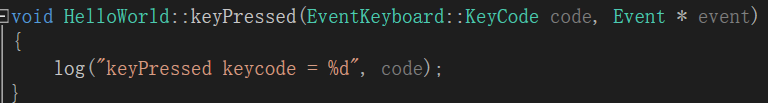 void HelloWorld::keyPressed(EventKeyboard::KeyCode code, Event * event)
{
    log("keyPressed keycode = %d", code);
}